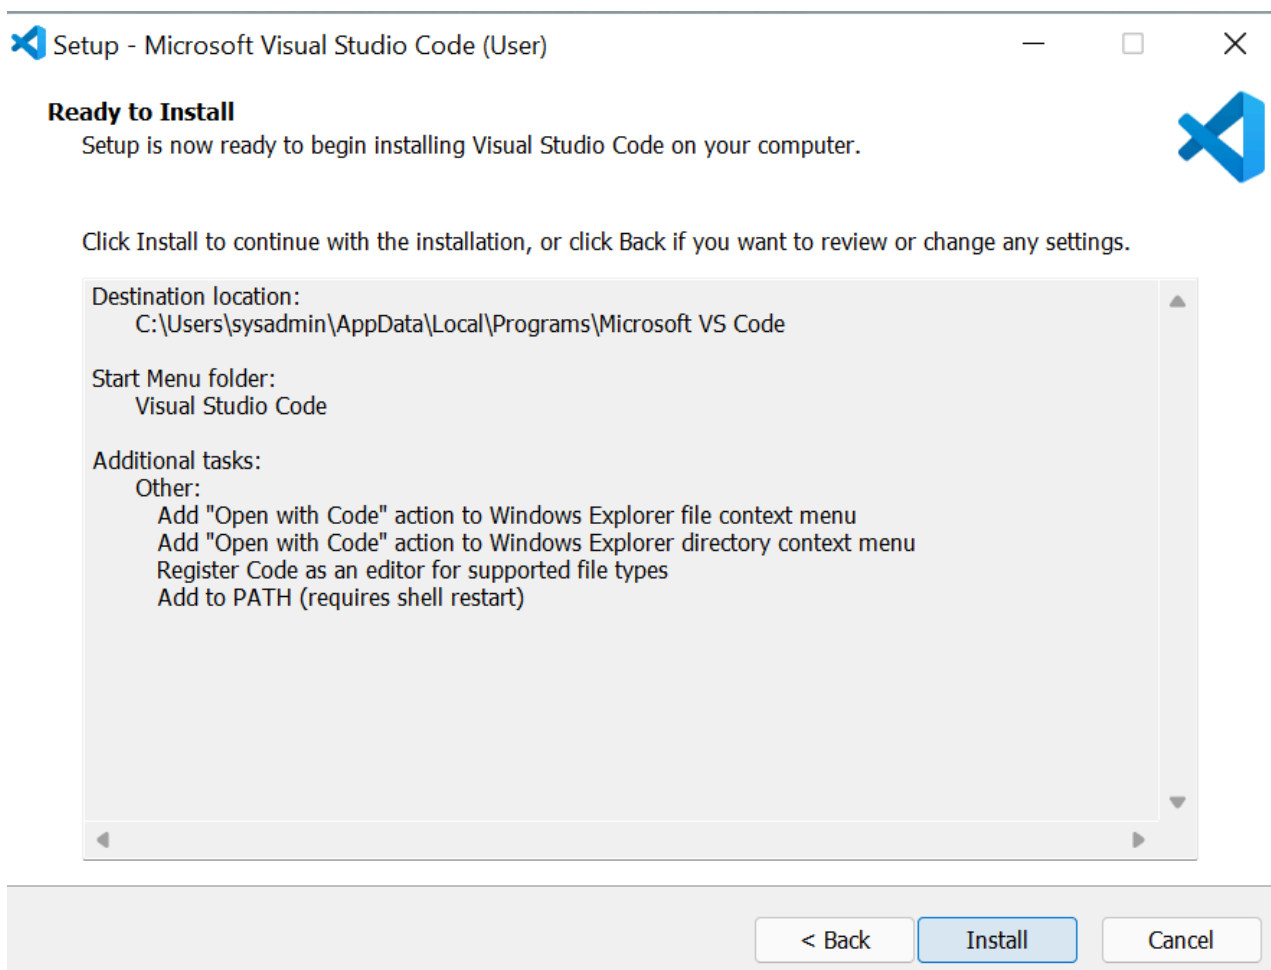 Setup - Microsoft Visual Studio Code (User)
Ready to Install
Setup is now ready to begin installing Visual Studio Code on your computer.
Click Install to continue with the installation, or click Back if you want to review or change any settings.
Destination location:
C:\Users\sysadmin\AppData\Local\Programs\Microsoft VS Code
Start Menu folder:
Visual Studio Code
Additional tasks:
Other:
Add "Open with Code" action to Windows Explorer file context menu
Add "Open with Code" action to Windows Explorer directory context menu
Register Code as an editor for supported file types
Add to PATH (requires shell restart)
< Back
Install
Cancel